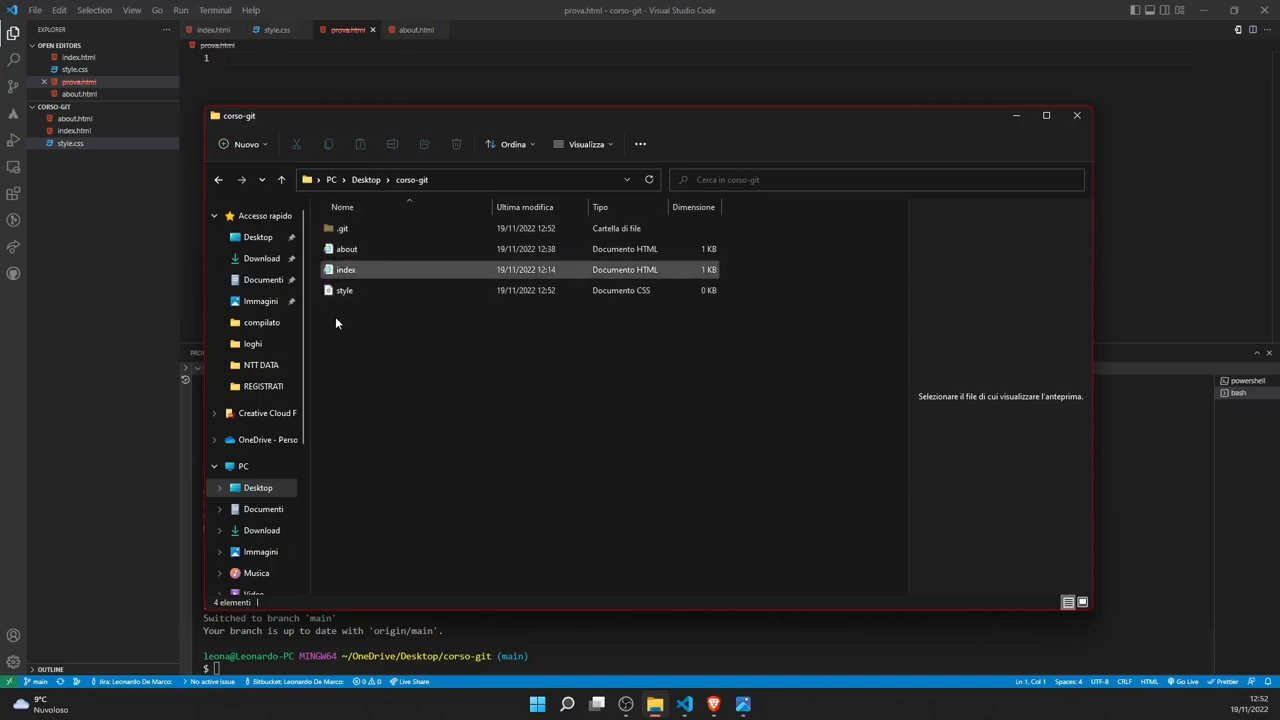 File Edit Selection View Go Run Terminal Help
prova.html - corso-git - Visual Studio Code
EXPLORER
OPEN EDITORS
index.html
style.css
prova.html
about.html
CORSO-GIT
about.html
index.html
style.css
OUTLINE
index.html style.css prova.html about.html
prova.html
1
corso-git
Nuovo Ordina Visualizza
PC Desktop corso-git
Cerca in corso-git
Nome Ultima modifica Tipo Dimensione
.git 19/11/2022 12:52 Cartella di file
about 19/11/2022 12:38 Documento HTML 1 KB
index 19/11/2022 12:14 Documento HTML 1 KB
style 19/11/2022 12:52 Documento CSS 0 KB
Accesso rapido
Desktop
Download
Documenti
Immagini
compilato
loghi
NTT DATA
REGISTRATI
Creative Cloud F
OneDrive - Perso
PC
Desktop
Documenti
Download
Immagini
Musica
Selezionare il file di cui visualizzare l'anteprima.
4 elementi
powershell
bash
Switched to branch 'main'
Your branch is up to date with 'origin/main'.
leona@Leonardo-PC MINGW64 ~/OneDrive/Desktop/corso-git (main)
$
main Jira: Leonardo De Marco: No active issue Bitbucket: Leonardo De Marco: 0 0 Live Share
Ln 1, Col 1 Spaces: 4 UTF-8 CRLF HTML Go Live Prettier
9°C
Nuvoloso
12:52
19/11/2022